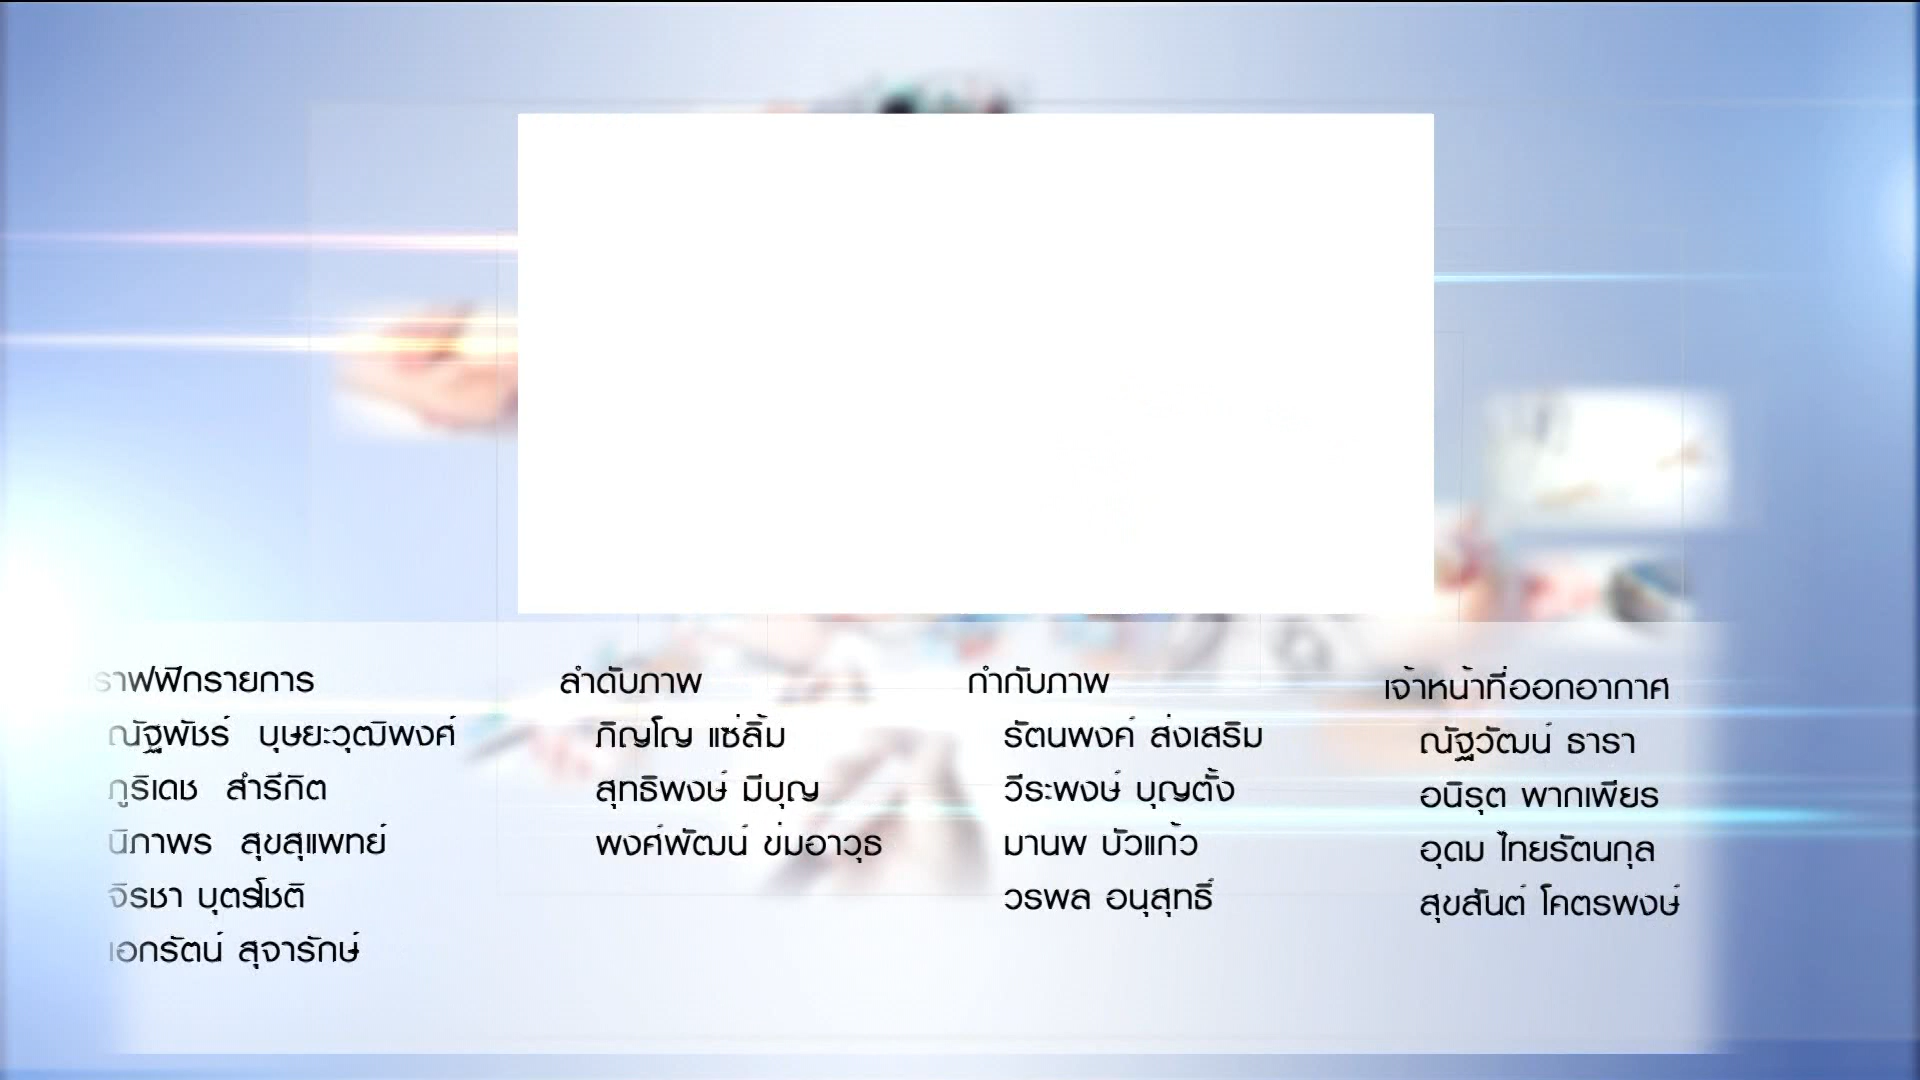 ราฟฟิกรายการ
ณัฐพัชร์ บุษยะวุฒิพงศ์
ภูริเดช สำรีกิต
นิภาพร สุขสุแพทย์
จิรชา บุตรโชติ
เอกรัตน์ สุจารักษ์
ลำดับภาพ
ภิญโญ แซ่ลิ้ม
สุทธิพงษ์ มีบุญ
พงศ์พัฒน์ ข่มอาวุธ
กำกับภาพ
รัตนพงค์ ส่งเสริม
วีระพงษ์ บุญตั้ง
มานพ บัวแก้ว
วรพล อนุสุทธิ์
เจ้าหน้าที่ออกอากาศ
ณัฐวัฒน์ ธารา
อนิรุต พากเพียร
อุดม ไทยรัตนกุล
สุขสันต์ โคตรพงษ์